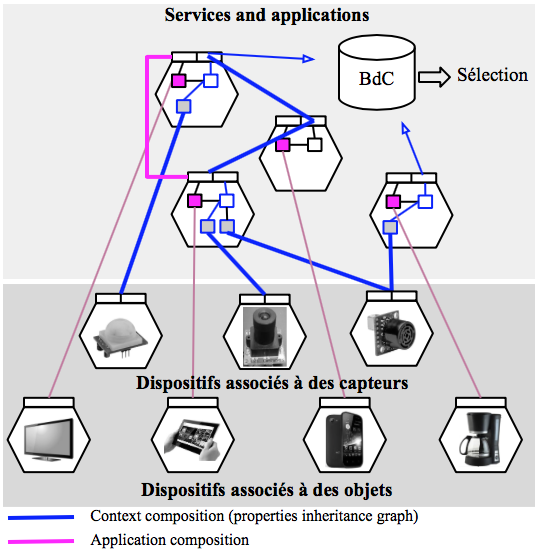 Services and applications
BdC
Sélection
Dispositifs associés à des capteurs
Dispositifs associés à des objets
Context composition (properties inheritance graph)
Application composition